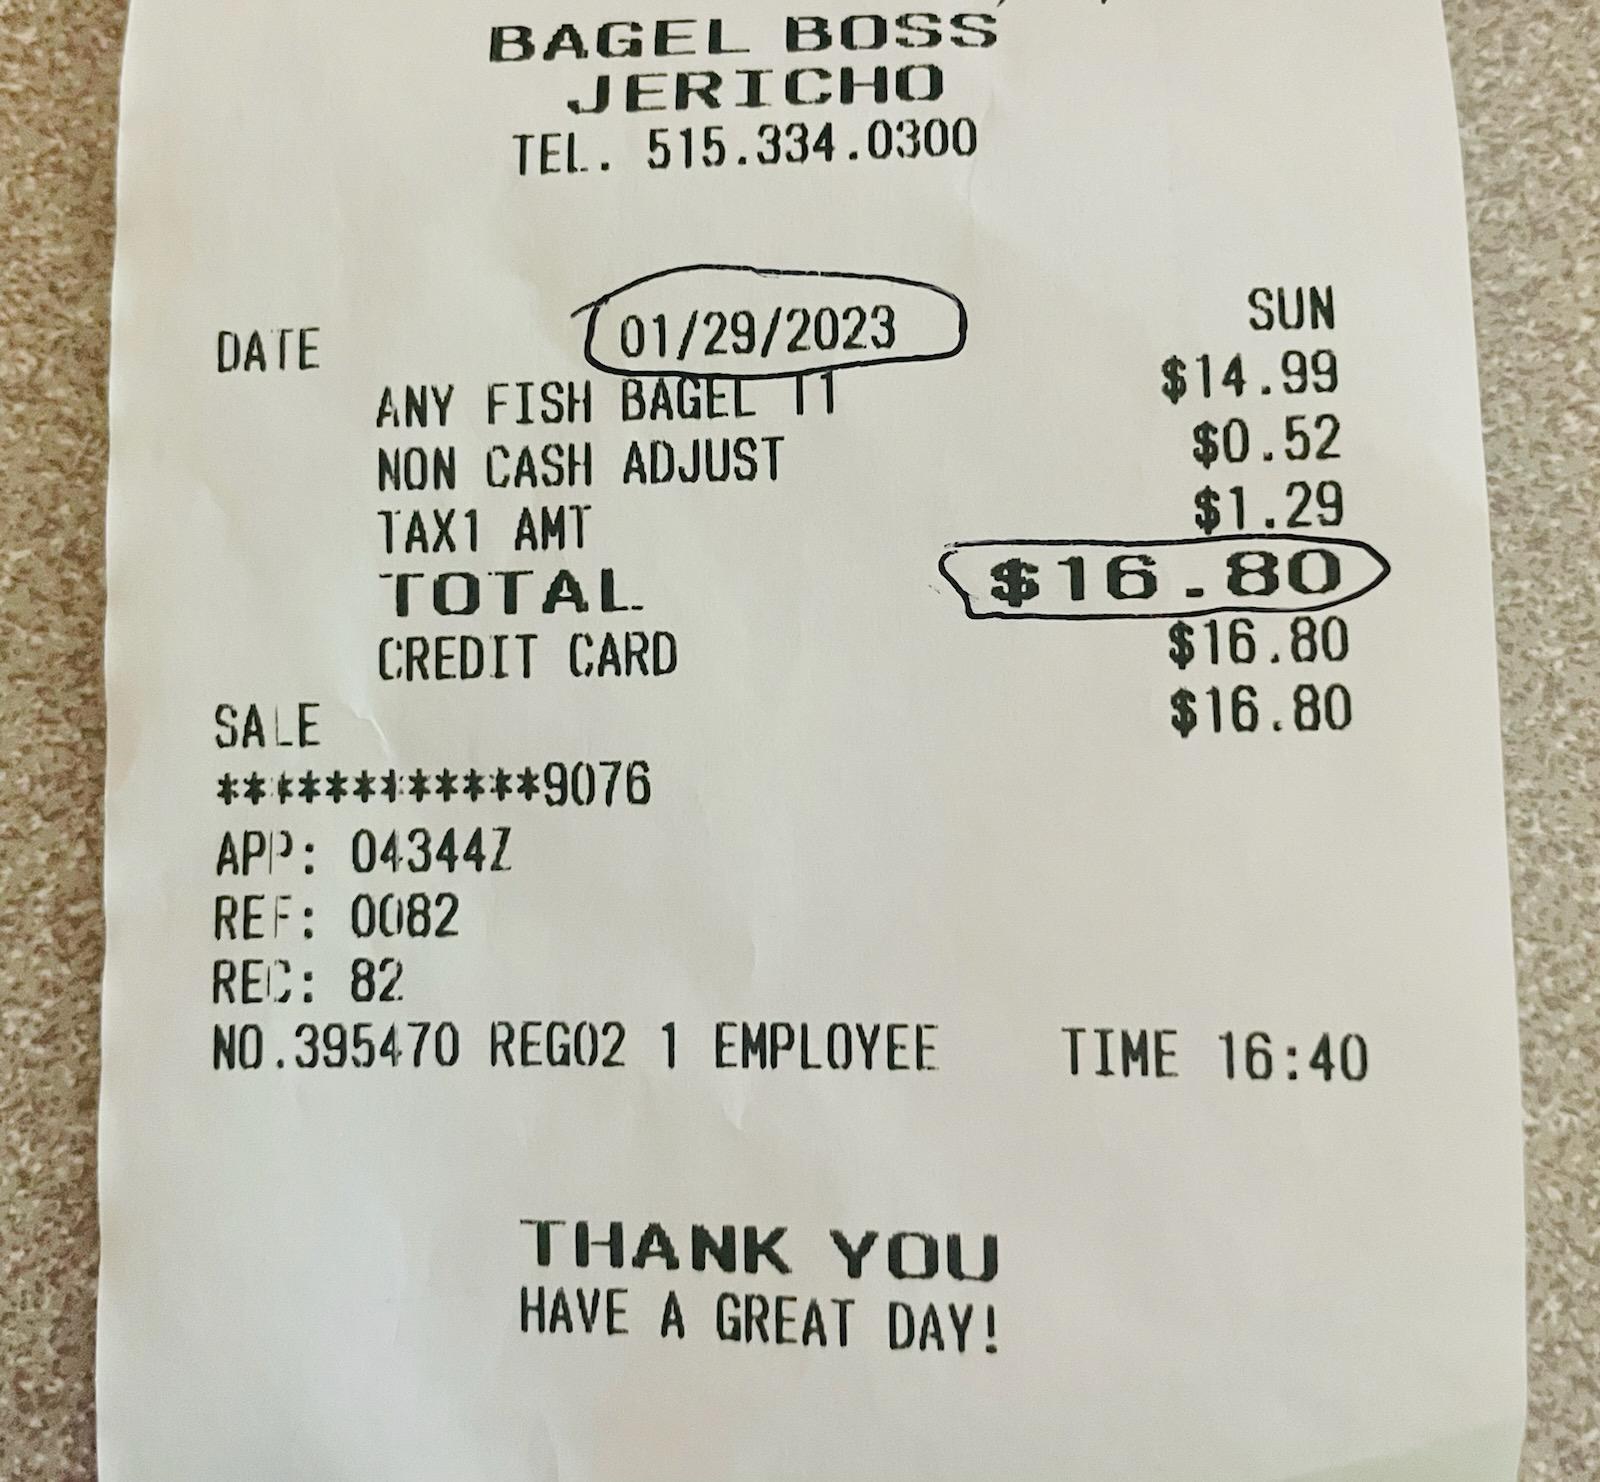 BAGEL BOSS
JERICHO
TEL. 515.334.0300
DATE 01/29/2023 SUN
ANY FISH BAGEL T1 $14.99
NON CASH ADJUST $0.52
TAX1 AMT $1.29
TOTAL $16.80
CREDIT CARD $16.80
SALE $16.80
************9076
APP: 04344Z
REF: 0082
REC: 82
NO.395470 REG02 1 EMPLOYEE TIME 16:40
THANK YOU
HAVE A GREAT DAY!